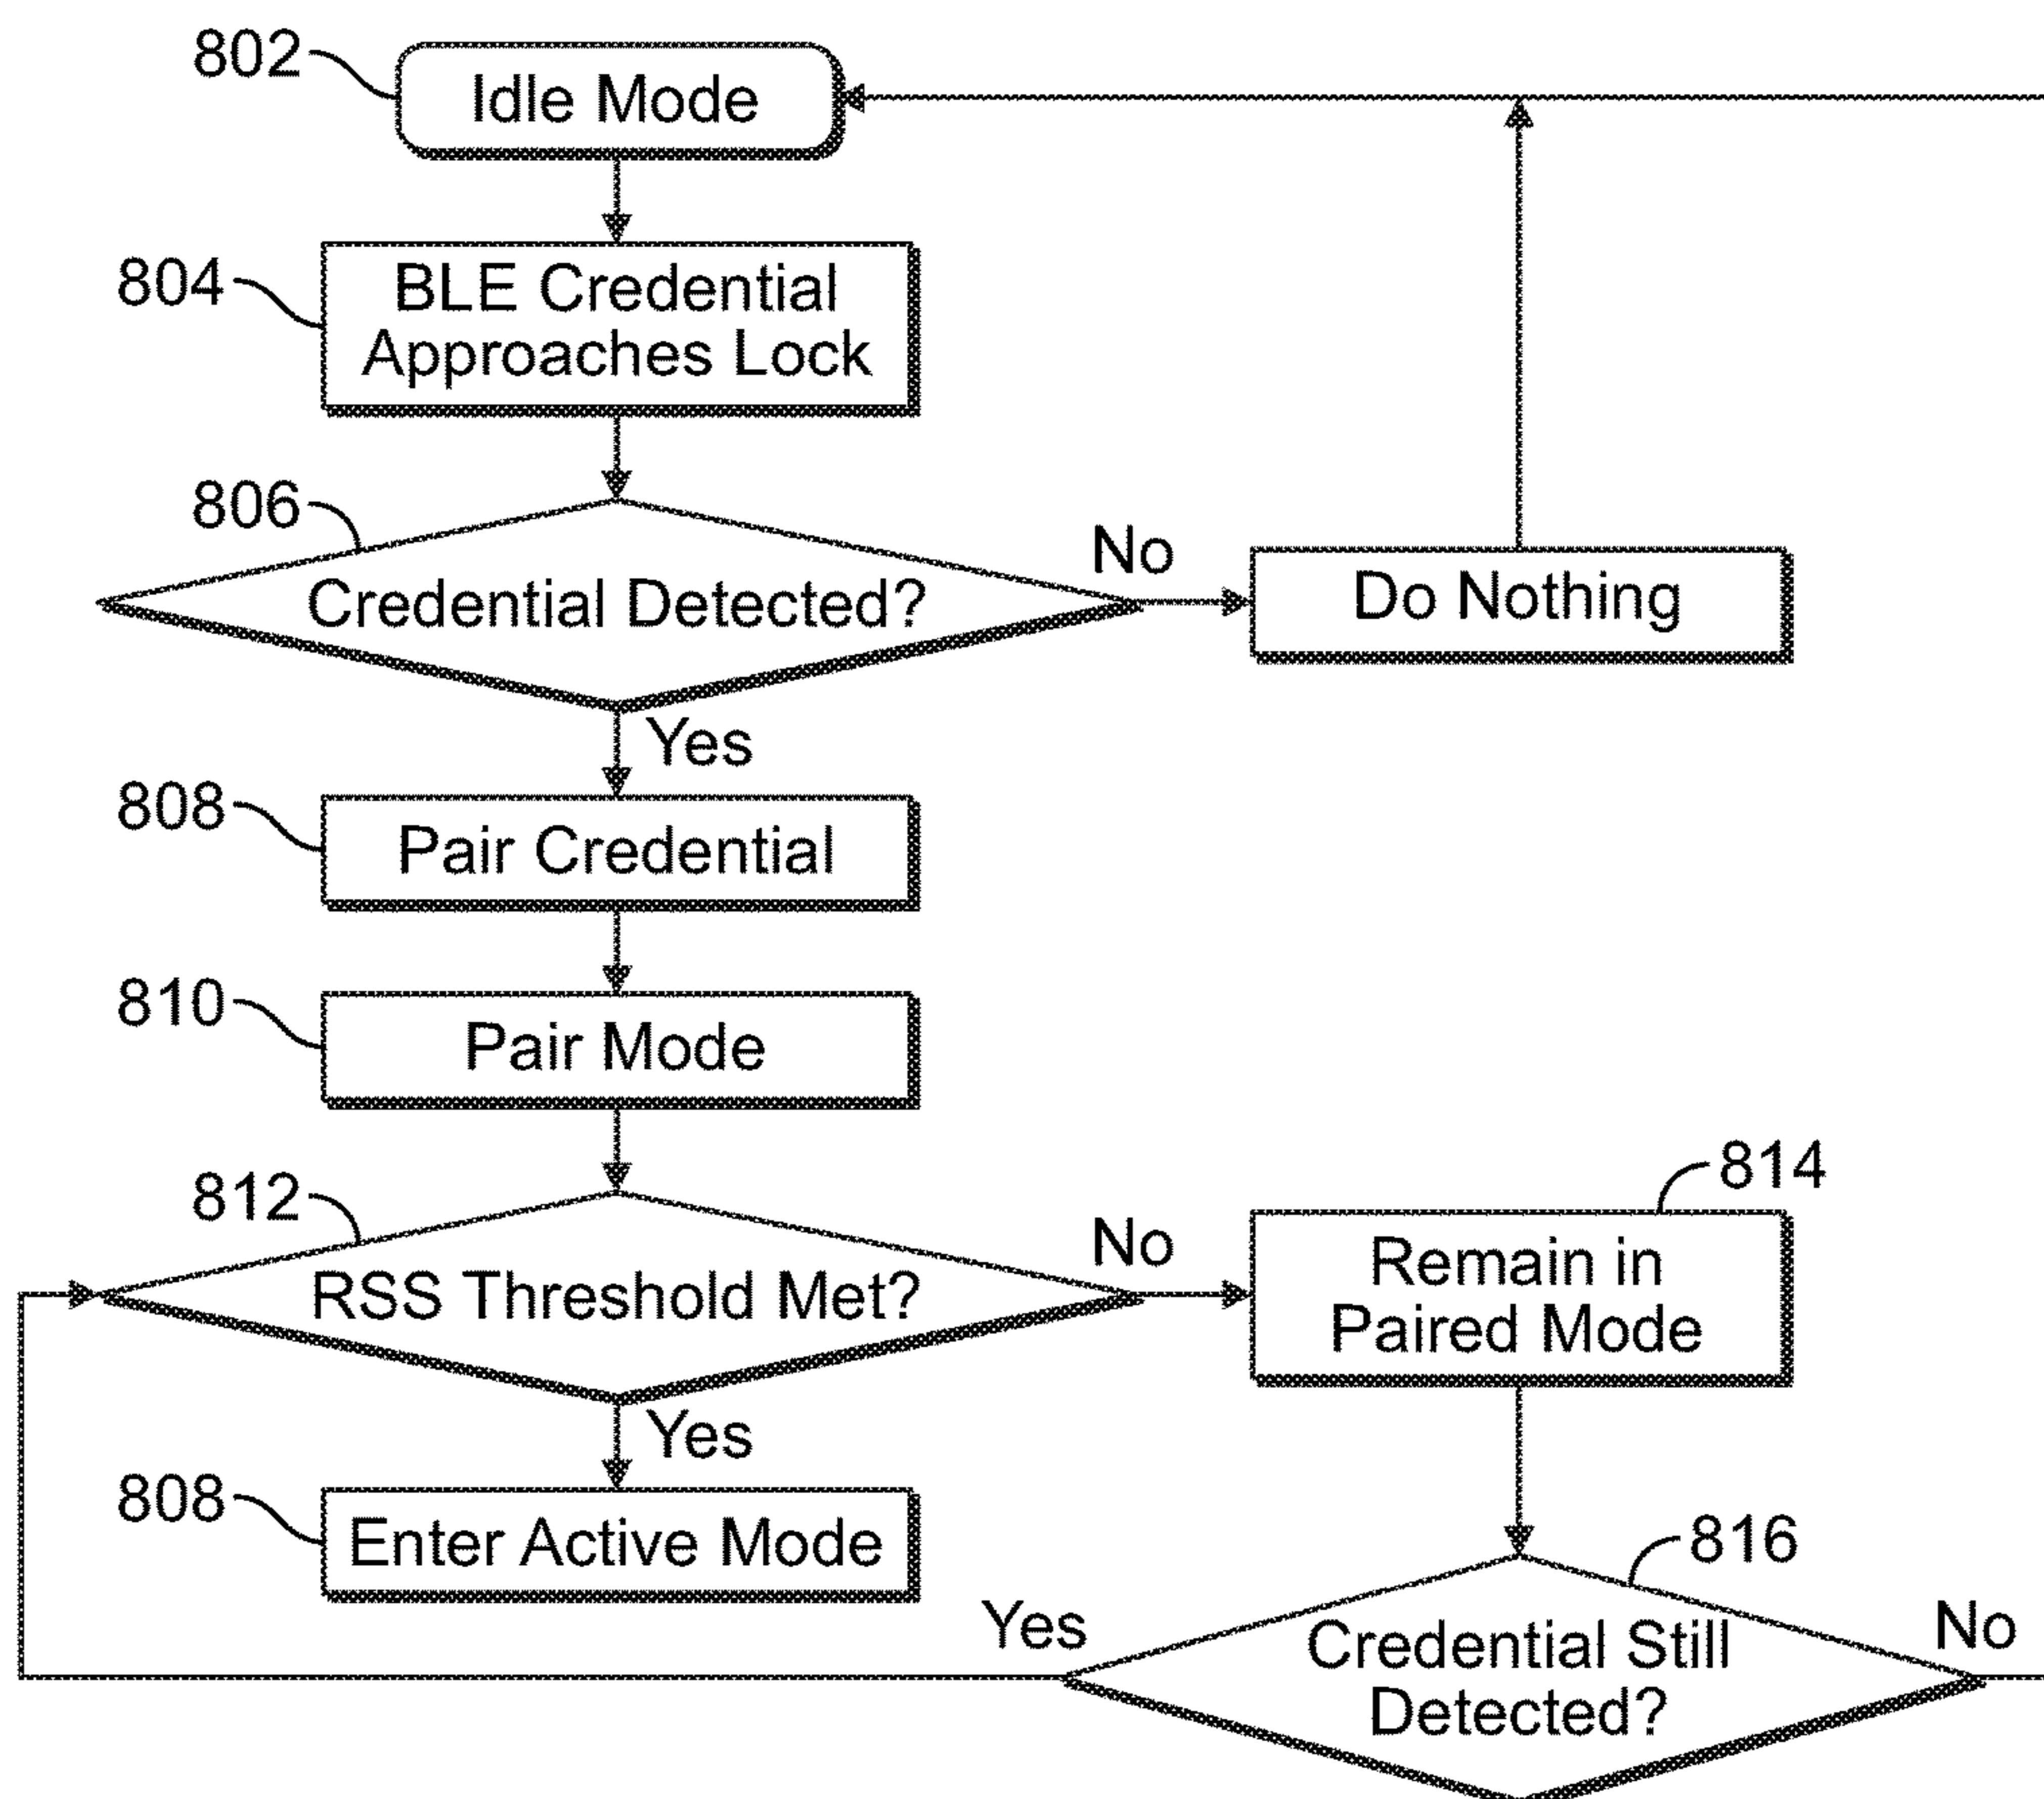 802
Idle Mode
804
BLE Credential
Approaches Lock
806
Credential Detected?
No
Do Nothing
Yes
808
Pair Credential
810
Pair Mode
812
RSS Threshold Met?
No
814
Remain in
Paired Mode
Yes
808
Enter Active Mode
816
Yes
Credential Still
Detected?
No